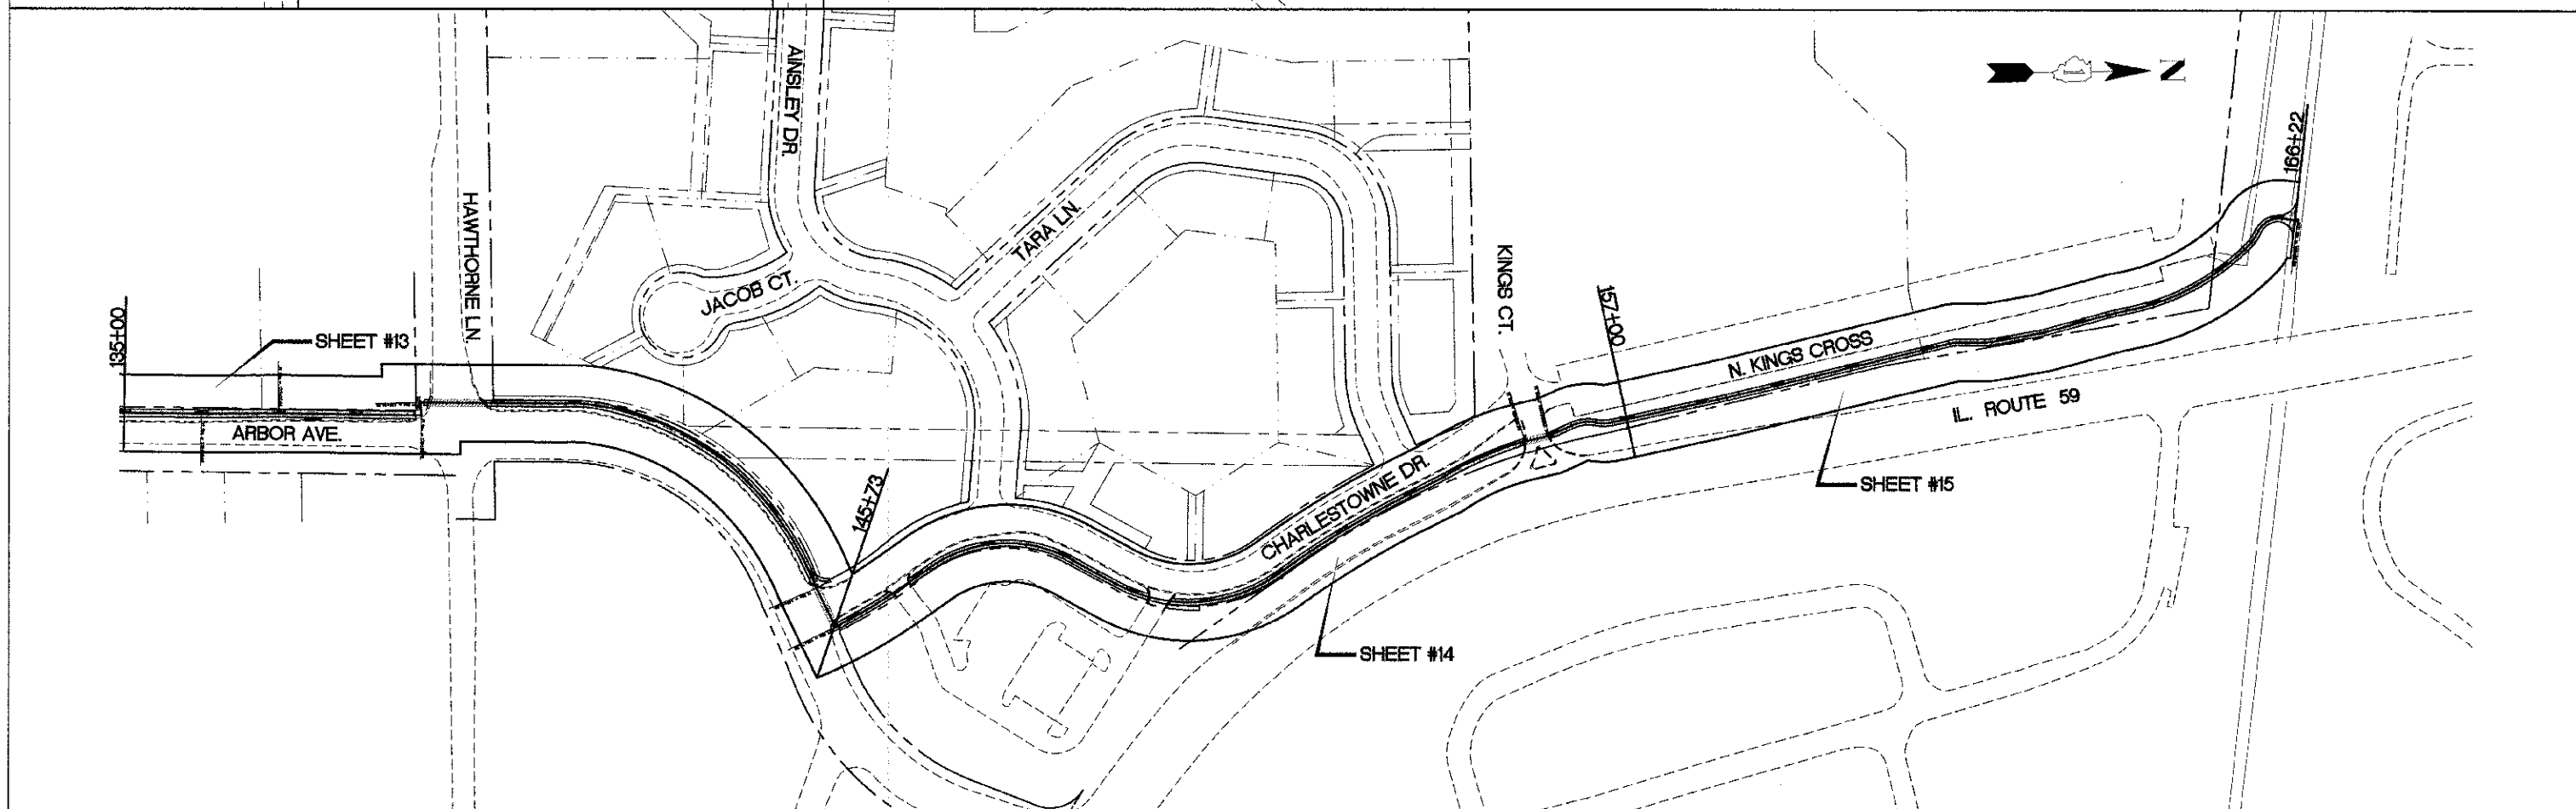 AINSLEY DR.
N
166+22
HAWTHORNE LN.
TARA LN.
JACOB CT.
KINGS CT.
135+00
SHEET #13
157+00
N. KINGS CROSS
IL. ROUTE 59
ARBOR AVE.
145+73
CHARLESTOWNE DR.
SHEET #15
SHEET #14